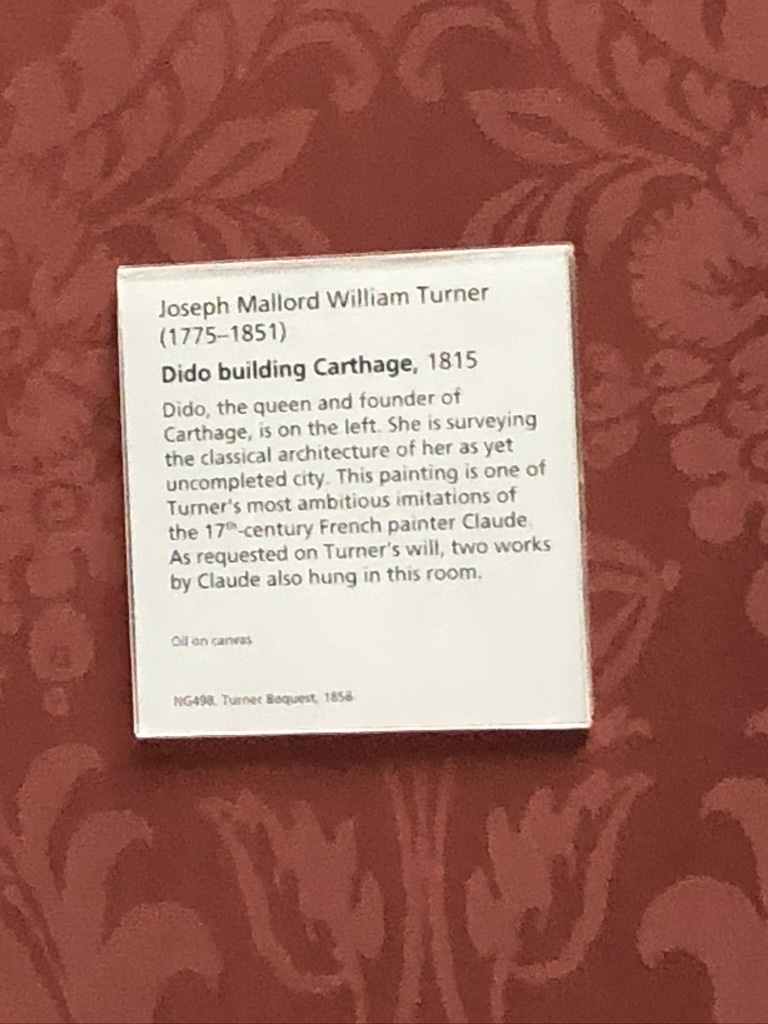 Joseph Mallord William Turner
(1775–1851)
Dido building Carthage, 1815
Dido, the queen and founder of
Carthage, is on the left. She is surveying
the classical architecture of her as yet
uncompleted city. This painting is one of
Turner's most ambitious imitations of
the 17th-century French painter Claude.
As requested on Turner's will, two works
by Claude also hung in this room.
Oil on canvas
NG498. Turner Bequest, 1856